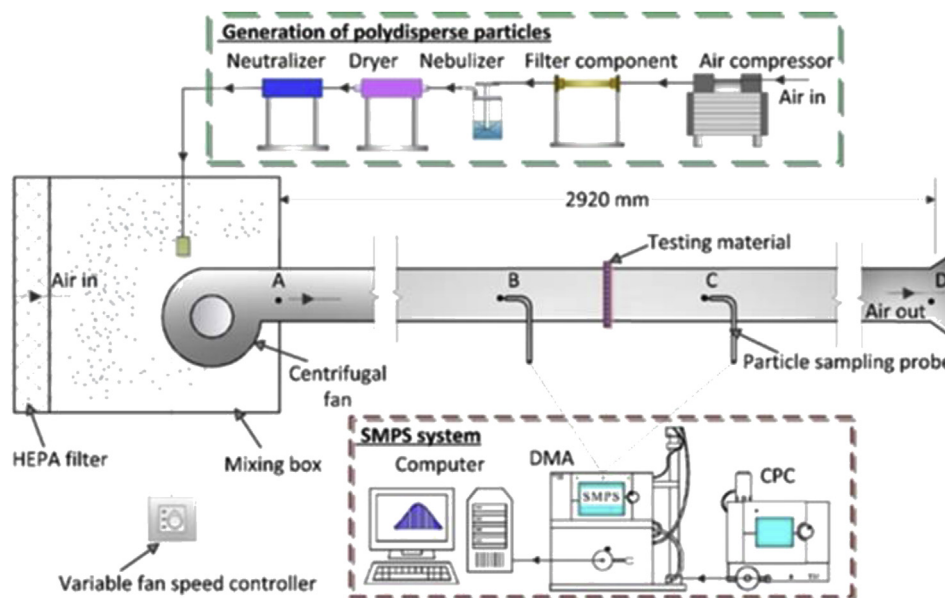 Generation of polydisperse particles
Neutralizer Dryer Nebulizer Filter component Air compressor
Air in
2920 mm
Testing material
Air in
A
B
C
D
Air out
Centrifugal
fan
Particle sampling probe
HEPA filter
Mixing box
SMPS system
Computer
DMA
SMPS
CPC
Variable fan speed controller